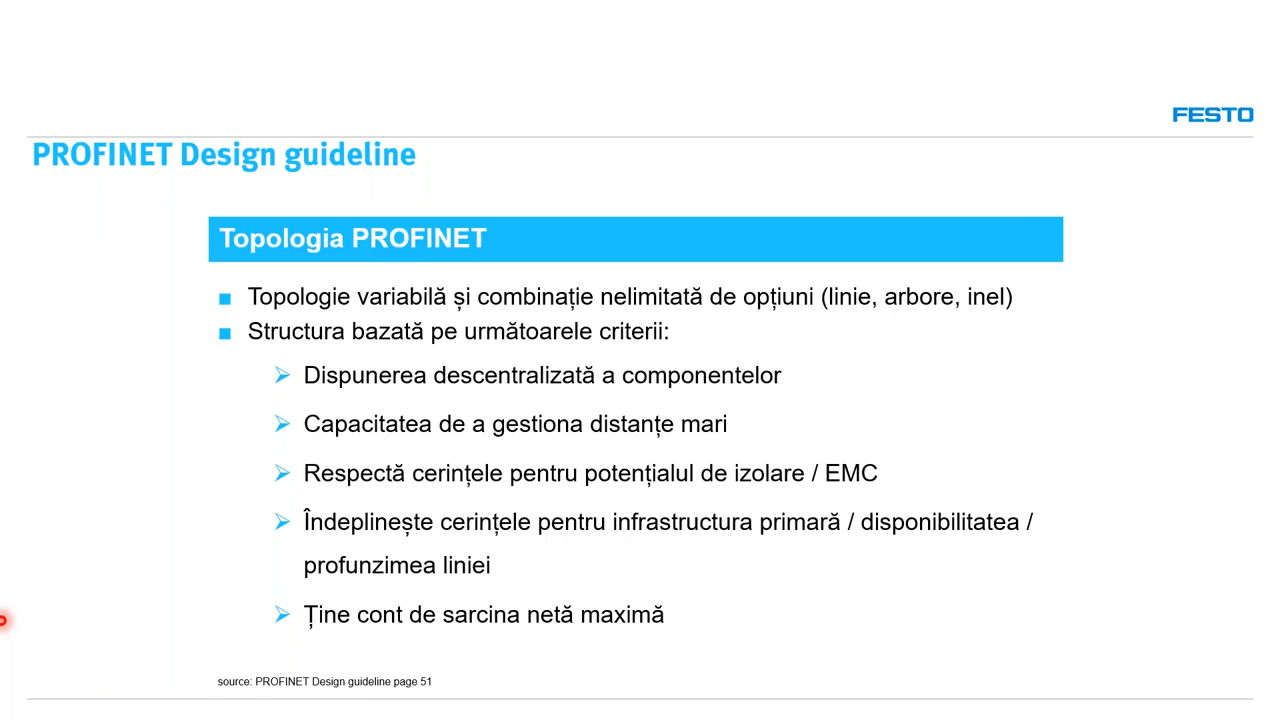 FESTO
PROFINET Design guideline
Topologia PROFINET
Topologie variabilă și combinație nelimitată de opțiuni (linie, arbore, inel)
Structura bazată pe următoarele criterii:
Dispunerea descentralizată a componentelor
Capacitatea de a gestiona distanțe mari
Respectă cerințele pentru potențialul de izolare / EMC
Îndeplinește cerințele pentru infrastructura primară / disponibilitatea /
profunzimea liniei
Ține cont de sarcina netă maximă
source: PROFINET Design guideline page 51